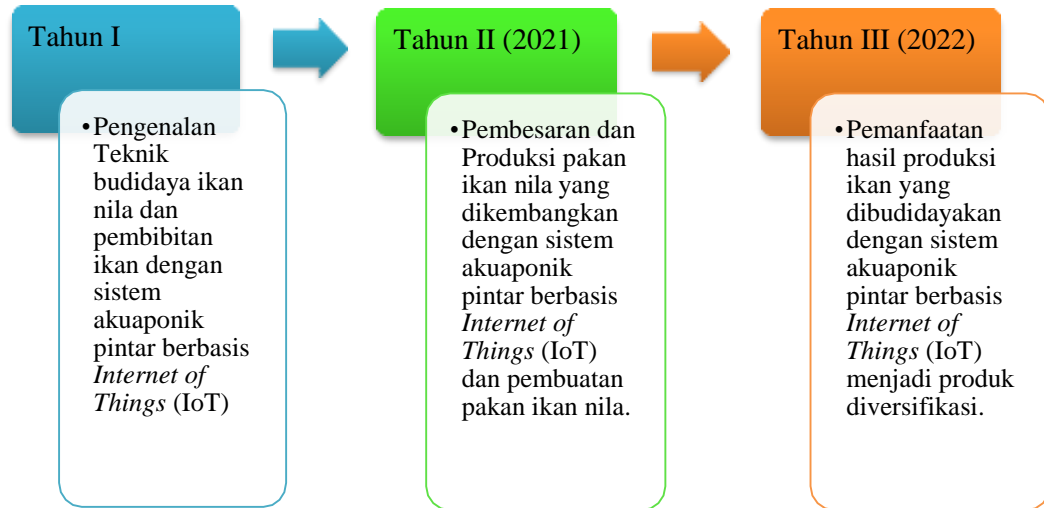 Tahun I
•Pengenalan
Teknik
budidaya ikan
nila dan
pembibitan
ikan dengan
sistem
akuaponik
pintar berbasis
Internet of
Things (IoT)
Tahun II (2021)
•Pembesaran dan
Produksi pakan
ikan nila yang
dikembangkan
dengan sistem
akuaponik
pintar berbasis
Internet of
Things (IoT)
dan pembuatan
pakan ikan nila.
Tahun III (2022)
•Pemanfaatan
hasil produksi
ikan yang
dibudidayakan
dengan sistem
akuaponik
pintar berbasis
Internet of
Things (IoT)
menjadi produk
diversifikasi.